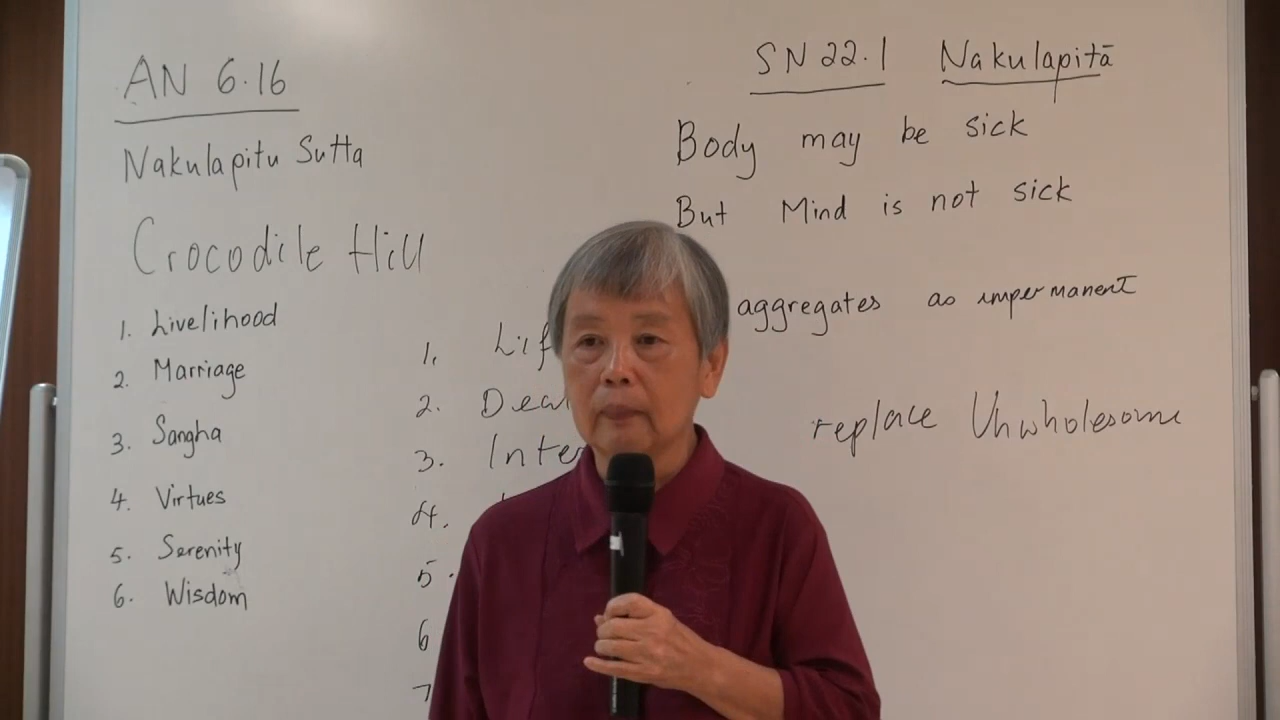 AN 6.16
Nakulapitu Sutta
Crocodile Hill
1. Livelihood
2. Marriage
3. Sangha
4. Virtues
5. Serenity
6. Wisdom
1.
2.
3.
4.
5.
6
7
SN 22.1 Nakulapitā
Body may be sick
But Mind is not sick
aggregates as impermanent
replace Unwholesome